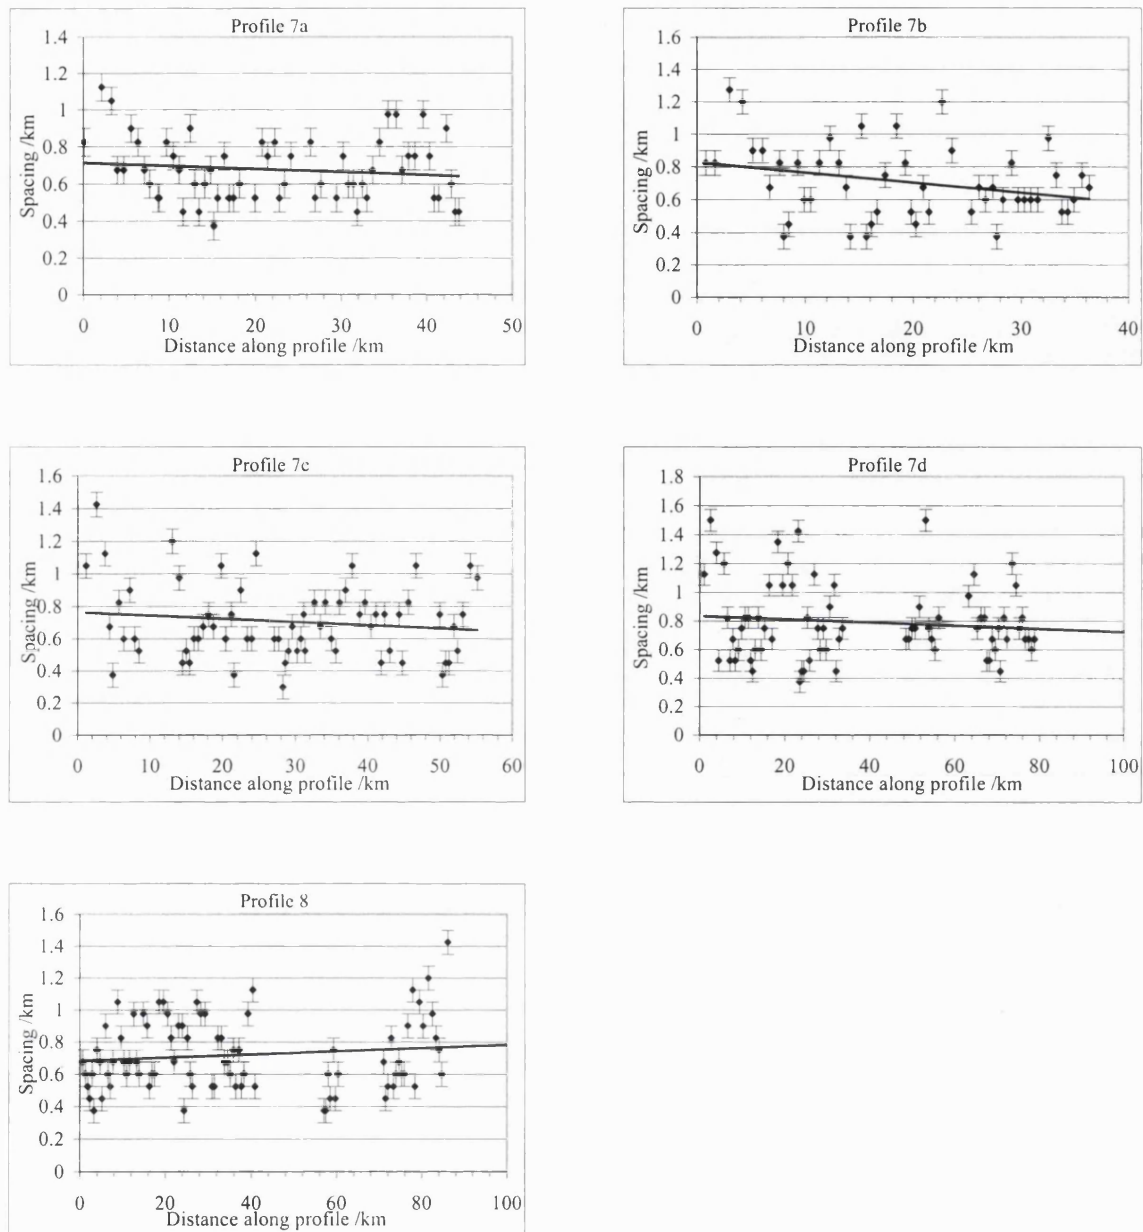 Profile 7a
1.4
1.2
1
0.8
0.6
0.4
0.2
0
Spacing /km
0 10 20 30 40 50
Distance along profile /km
Profile 7b
1.6
1.4
1.2
1
0.8
0.6
0.4
0.2
0
Spacing /km
0 10 20 30 40
Distance along profile /km
Profile 7c
1.6
1.4
1.2
1
0.8
0.6
0.4
0.2
0
Spacing /km
0 10 20 30 40 50 60
Distance along profile /km
Profile 7d
1.8
1.6
1.4
1.2
1
0.8
0.6
0.4
0.2
0
Spacing /km
0 20 40 60 80 100
Distance along profile /km
Profile 8
1.6
1.4
1.2
1
0.8
0.6
0.4
0.2
0
Spacing /km
0 20 40 60 80 100
Distance along profile /km